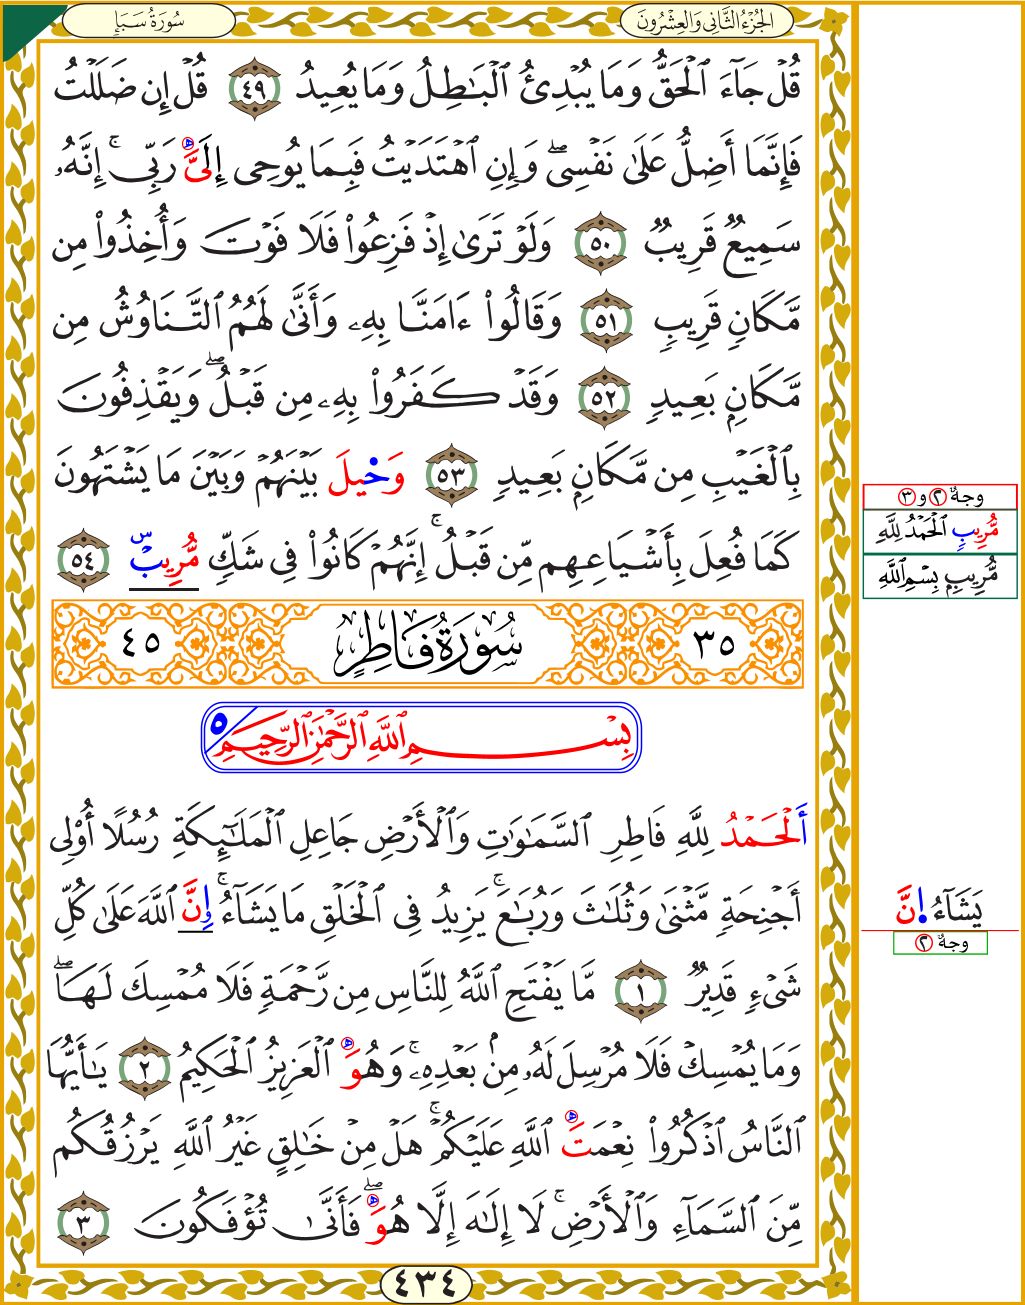 الجُزْءُ الثَّانِي وَالعِشْرُونَ
سُورَةُ سَبَإٍ
قُلْ جَآءَ ٱلْحَقُّ وَمَا يُبْدِئُ ٱلْبَٰطِلُ وَمَا يُعِيدُ ٤٩ قُلْ إِن ضَلَلْتُ
فَإِنَّمَآ أَضِلُّ عَلَىٰ نَفْسِى ۖ وَإِنِ ٱهْتَدَيْتُ فَبِمَا يُوحِىٓ إِلَىَّ رَبِّىٓ ۚ إِنَّهُۥ
سَمِيعٌ قَرِيبٌ ٥٠ وَلَوْ تَرَىٰٓ إِذْ فَزِعُوا۟ فَلَا فَوْتَ وَأُخِذُوا۟ مِن
مَّكَانٍ قَرِيبٍ ٥١ وَقَالُوٓا۟ ءَامَنَّا بِهِۦ وَأَنَّىٰ لَهُمُ ٱلتَّنَاوُشُ مِن
مَّكَانٍۭ بَعِيدٍ ٥٢ وَقَدْ كَفَرُوا۟ بِهِۦ مِن قَبْلُ ۖ وَيَقْذِفُونَ
بِٱلْغَيْبِ مِن مَّكَانٍۭ بَعِيدٍ ٥٣ وَحِيلَ بَيْنَهُمْ وَبَيْنَ مَا يَشْتَهُونَ
كَمَا فُعِلَ بِأَشْيَاعِهِم مِّن قَبْلُ ۚ إِنَّهُمْ كَانُوا۟ فِى شَكٍّ مُّرِيبٍۭ س ٥٤
٣٥ سُورَةُ فَاطِرٍ ٤٥
بِسْمِ ٱللَّهِ ٱلرَّحْمَٰنِ ٱلرَّحِيمِ ٥
أَلْحَمْدُ لِلَّهِ فَاطِرِ ٱلسَّمَٰوَٰتِ وَٱلْأَرْضِ جَاعِلِ ٱلْمَلَٰٓئِكَةِ رُسُلًا أُو۟لِىٓ
أَجْنِحَةٍ مَّثْنَىٰ وَثُلَٰثَ وَرُبَٰعَ ۚ يَزِيدُ فِى ٱلْخَلْقِ مَا يَشَآءُ ۚ إِنَّ ٱللَّهَ عَلَىٰ كُلِّ
شَىْءٍ قَدِيرٌ ١ مَّا يَفْتَحِ ٱللَّهُ لِلنَّاسِ مِن رَّحْمَةٍ فَلَا مُمْسِكَ لَهَا ۖ
وَمَا يُمْسِكْ فَلَا مُرْسِلَ لَهُۥ مِنۢ بَعْدِهِۦ ۚ وَهُوَ ٱلْعَزِيزُ ٱلْحَكِيمُ ٢ يَٰٓأَيُّهَا
ٱلنَّاسُ ٱذْكُرُوا۟ نِعْمَتَ ٱللَّهِ عَلَيْكُمْ ۚ هَلْ مِنْ خَٰلِقٍ غَيْرُ ٱللَّهِ يَرْزُقُكُم
مِّنَ ٱلسَّمَآءِ وَٱلْأَرْضِ ۚ لَآ إِلَٰهَ إِلَّا هُوَ ۖ فَأَنَّىٰ تُؤْفَكُونَ ٣
٤٣٤
وجهٌ ٢ و ٣
مُّرِيبٍ ٱلْحَمْدُ لِلَّهِ
مُّرِيبٍۭ بِسْمِ ٱللَّهِ
يَشَآءُ إِنَّ
وجهٌ ٢